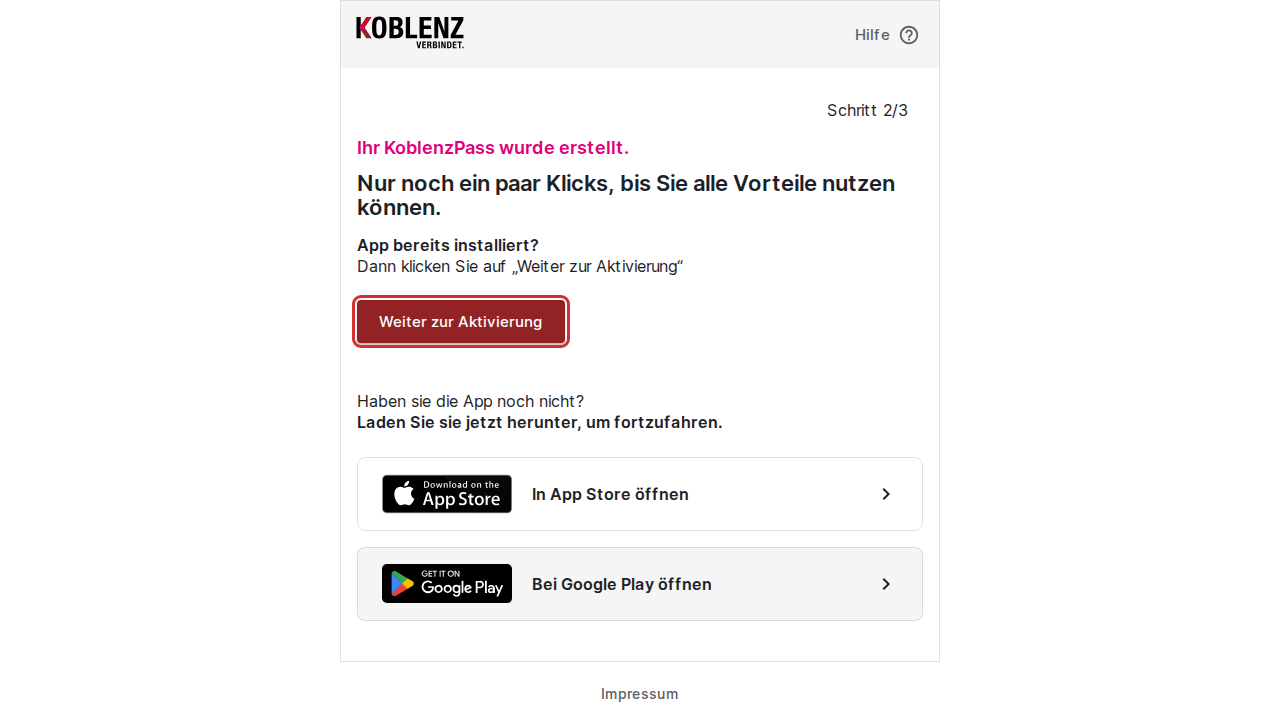 KOBLENZ
VERBINDET.
Hilfe
Schritt 2/3
Ihr KoblenzPass wurde erstellt.
Nur noch ein paar Klicks, bis Sie alle Vorteile nutzen
können.
App bereits installiert?
Dann klicken Sie auf „Weiter zur Aktivierung“
Weiter zur Aktivierung
Haben sie die App noch nicht?
Laden Sie sie jetzt herunter, um fortzufahren.
Download on the
App Store
In App Store öffnen
GET IT ON
Google Play
Bei Google Play öffnen
Impressum